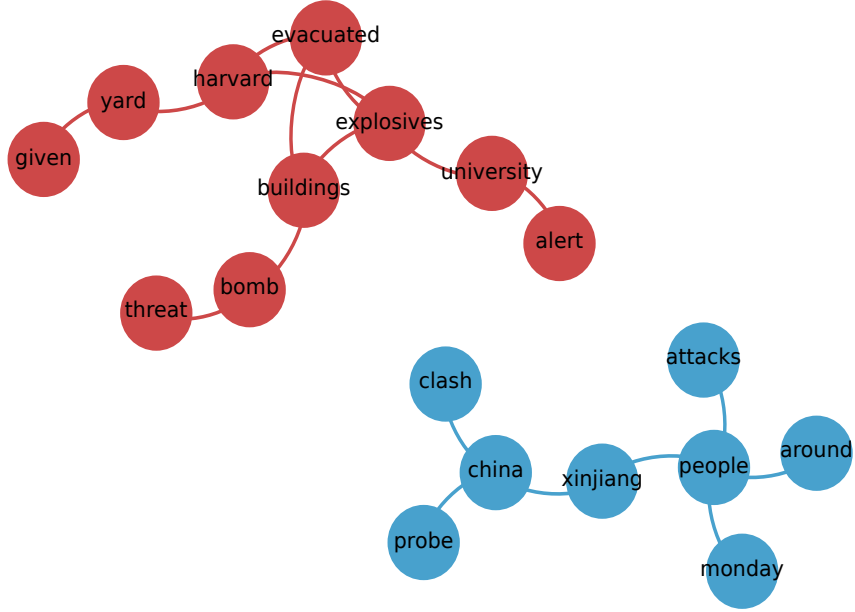 evacuated
harvard
yard
explosives
given
university
buildings
alert
bomb
threat
attacks
clash
around
people
china
xinjiang
probe
monday